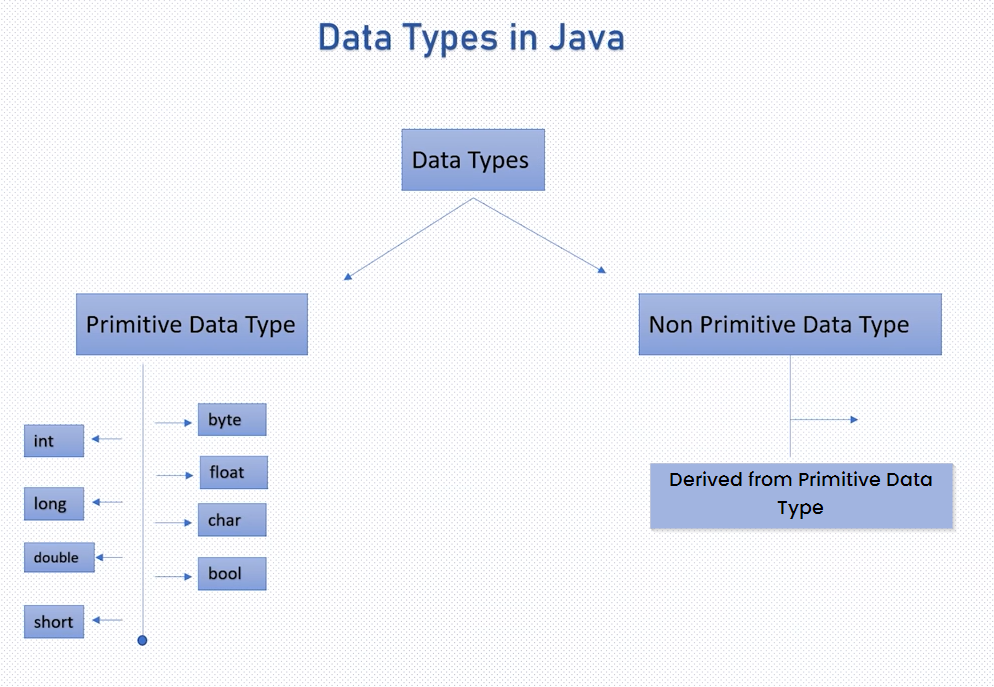 Data Types in Java
Data Types
Primitive Data Type
Non Primitive Data Type
byte
int
float
long
char
double
bool
short
Derived from Primitive Data
Type